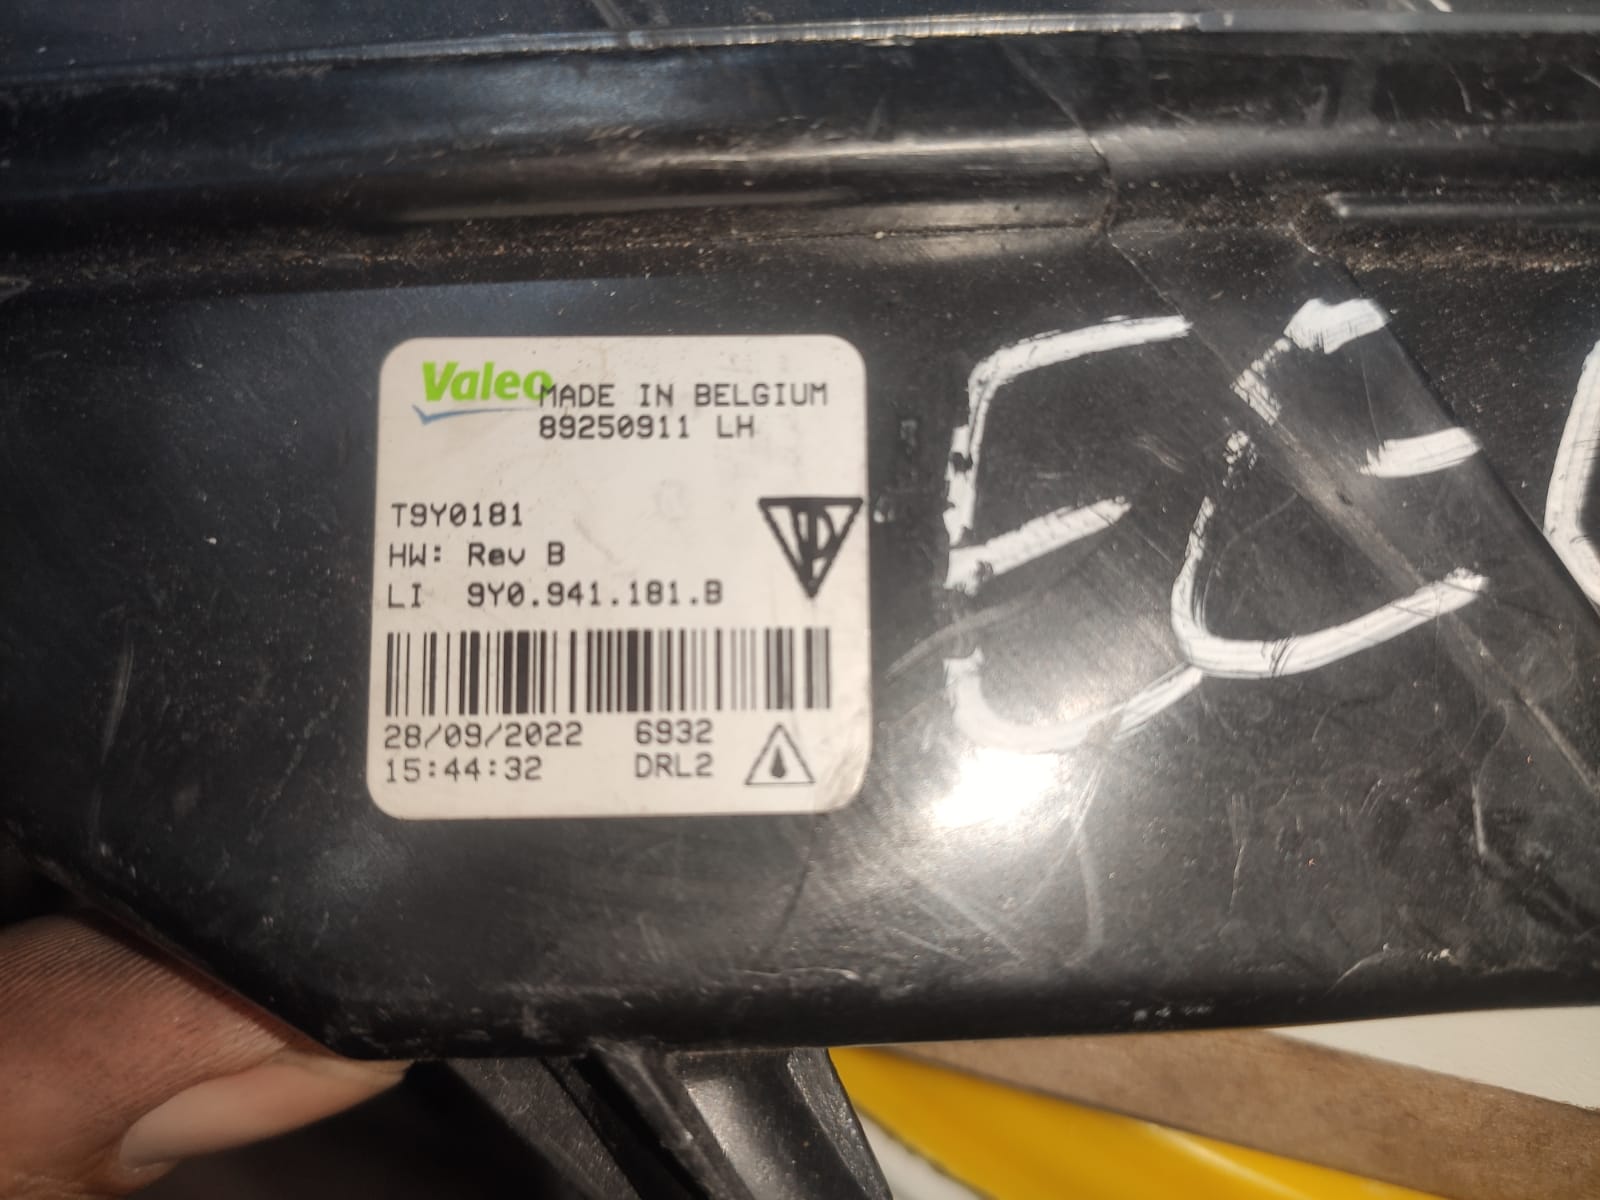 Valeo
MADE IN BELGIUM
89250911 LH
T9Y0181
HW: Rev B
LI 9Y0.941.181.B
28/09/2022 6932
15:44:32 DRL2